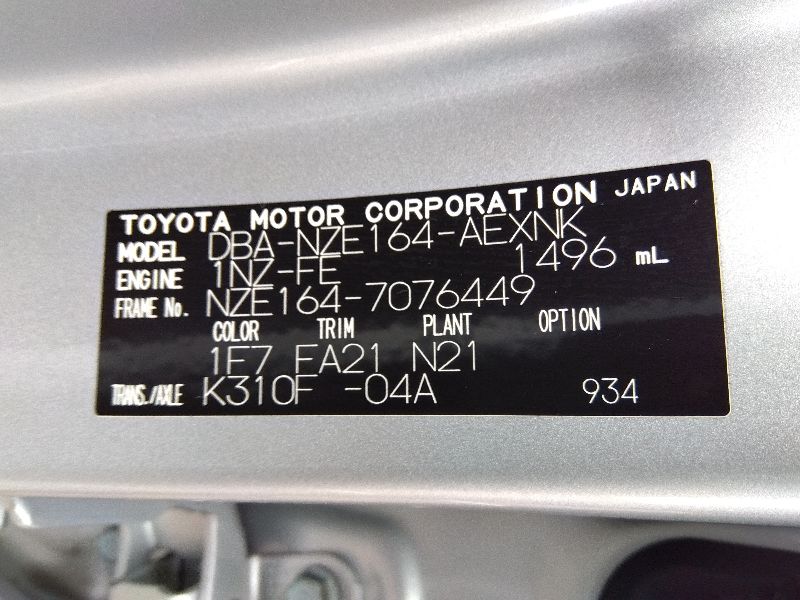 TOYOTA MOTOR CORPORATION JAPAN
MODEL DBA-NZE164-AEXNK
ENGINE 1NZ-FE 1496 mL
FRAME No. NZE164-7076449
COLOR TRIM PLANT OPTION
1F7 FA21 N21
TRANS./AXLE K310F -04A 934